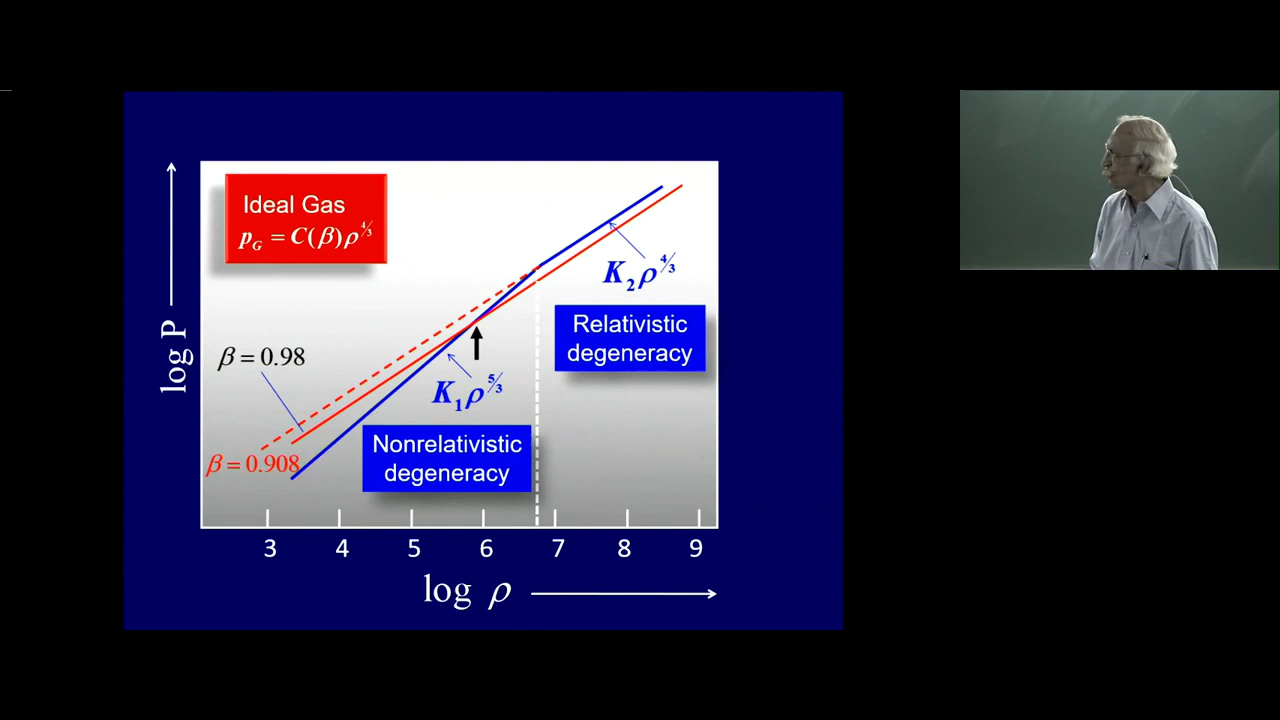 Ideal Gas
p_G = C(β)ρ^{4/3}
K₂ρ^{4/3}
Relativistic
degeneracy
log P
β = 0.98
K₁ρ^{5/3}
Nonrelativistic
degeneracy
β = 0.908
3 4 5 6 7 8 9
log ρ